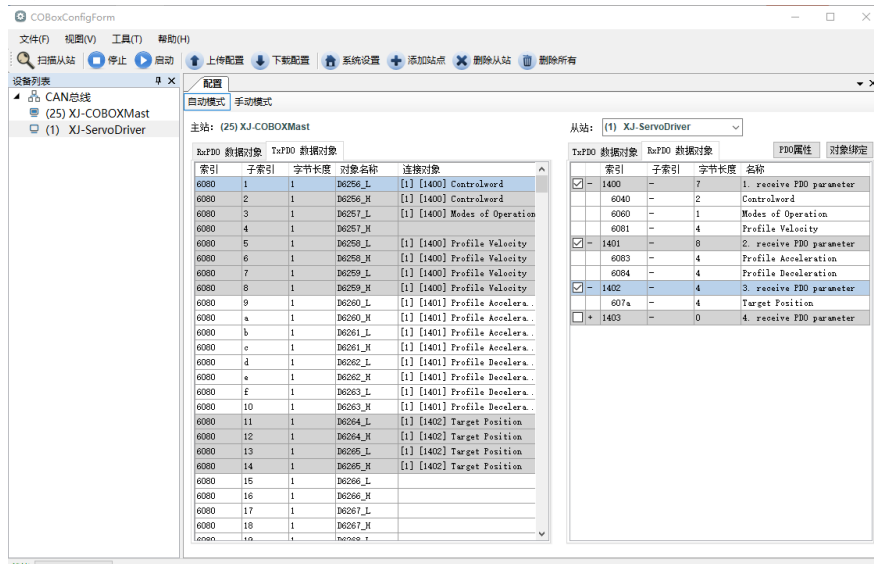 COBoxConfigForm
文件(F) 视图(V) 工具(T) 帮助(H)
扫描从站 停止 启动 上传配置 下载配置 系统设置 添加站点 删除从站 删除所有
设备列表
CAN总线
(25) XJ-COBOXMast
(1) XJ-ServoDriver
配置
自动模式 手动模式
主站: (25) XJ-COBOXMast
RxPDO 数据对象 TxPDO 数据对象
索引 子索引 字节长度 对象名称 连接对象
6080 1 1 D6256_L [1] [1400] Controlword
6080 2 1 D6256_H [1] [1400] Controlword
6080 3 1 D6257_L [1] [1400] Modes of Operation
6080 4 1 D6257_H
6080 5 1 D6258_L [1] [1400] Profile Velocity
6080 6 1 D6258_H [1] [1400] Profile Velocity
6080 7 1 D6259_L [1] [1400] Profile Velocity
6080 8 1 D6259_H [1] [1400] Profile Velocity
6080 9 1 D6260_L [1] [1401] Profile Accelera..
6080 a 1 D6260_H [1] [1401] Profile Accelera..
6080 b 1 D6261_L [1] [1401] Profile Accelera..
6080 c 1 D6261_H [1] [1401] Profile Accelera..
6080 d 1 D6262_L [1] [1401] Profile Decelera..
6080 e 1 D6262_H [1] [1401] Profile Decelera..
6080 f 1 D6263_L [1] [1401] Profile Decelera..
6080 10 1 D6263_H [1] [1401] Profile Decelera..
6080 11 1 D6264_L [1] [1402] Target Position
6080 12 1 D6264_H [1] [1402] Target Position
6080 13 1 D6265_L [1] [1402] Target Position
6080 14 1 D6265_H [1] [1402] Target Position
6080 15 1 D6266_L
6080 16 1 D6266_H
6080 17 1 D6267_L
6080 18 1 D6267_H
6080 19 1 D6268_L
从站: (1) XJ-ServoDriver
TxPDO 数据对象 RxPDO 数据对象 PDO属性 对象绑定
索引 子索引 字节长度 名称
- 1400 - 7 1. receive PDO parameter
6040 - 2 Controlword
6060 - 1 Modes of Operation
6081 - 4 Profile Velocity
- 1401 - 8 2. receive PDO parameter
6083 - 4 Profile Acceleration
6084 - 4 Profile Deceleration
- 1402 - 4 3. receive PDO parameter
607a - 4 Target Position
+ 1403 - 0 4. receive PDO parameter